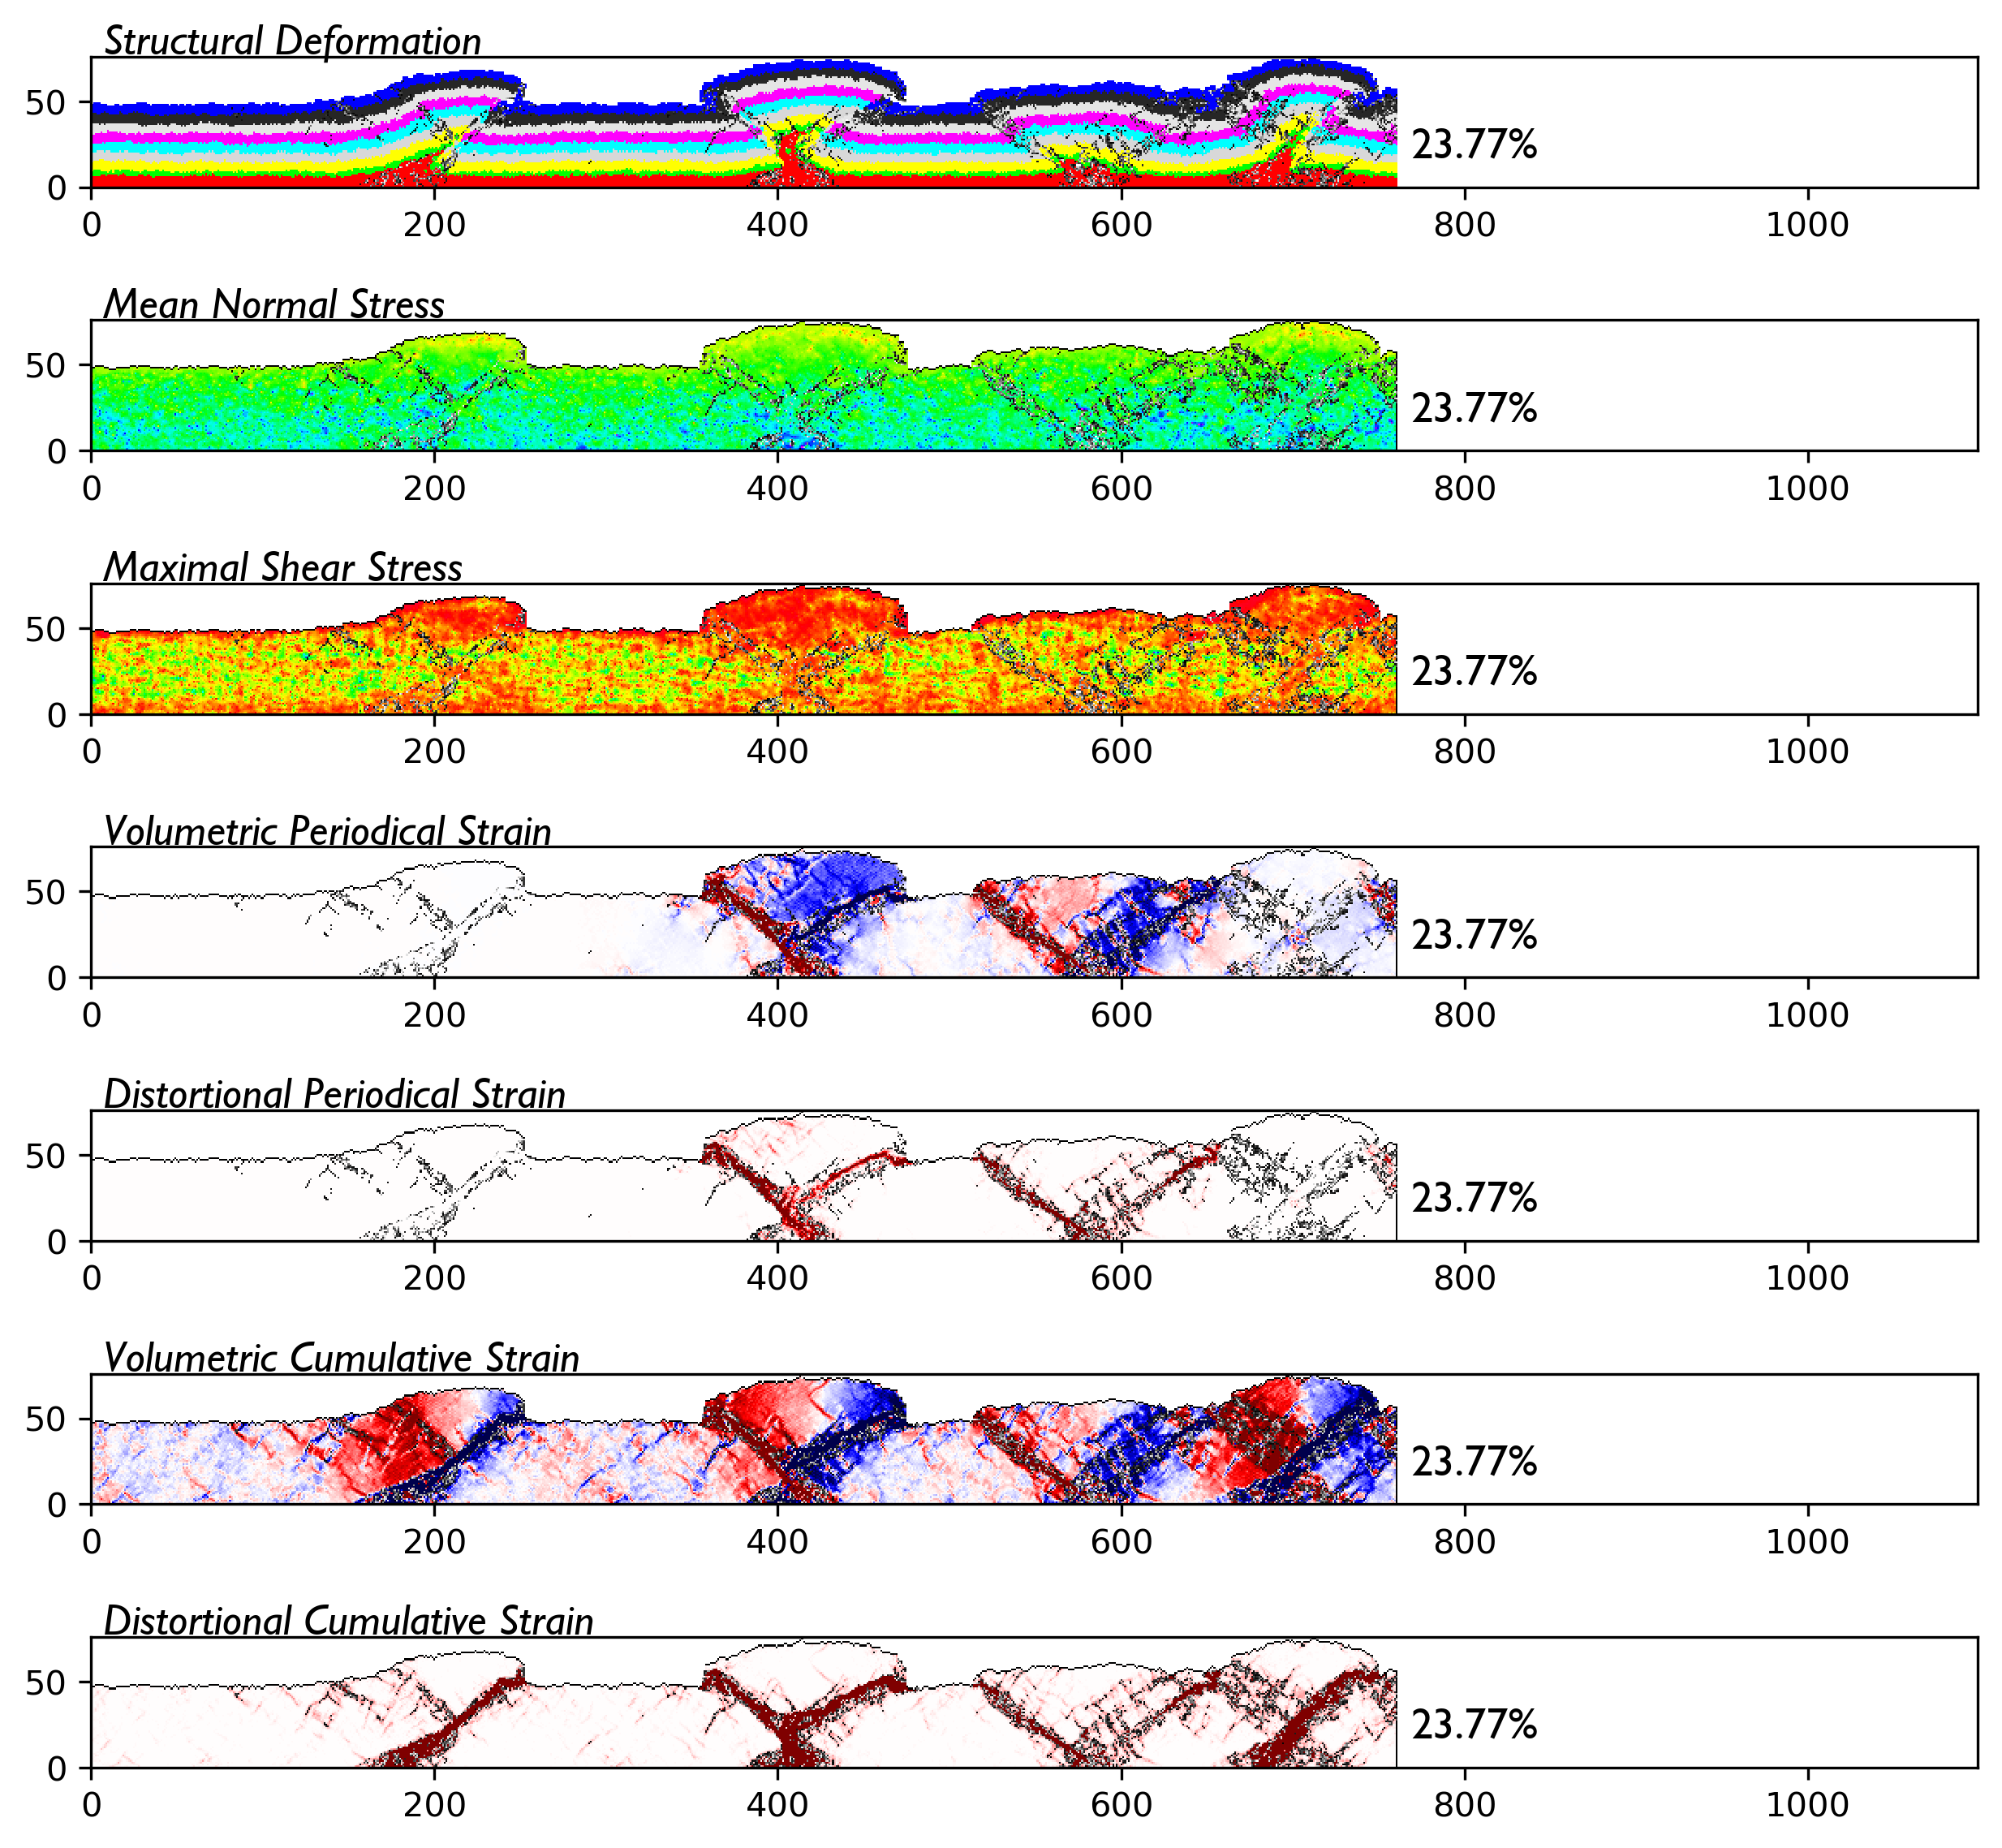 Structural Deformation
50
0
23.77%
0 200 400 600 800 1000
Mean Normal Stress
50
0
23.77%
0 200 400 600 800 1000
Maximal Shear Stress
50
0
23.77%
0 200 400 600 800 1000
Volumetric Periodical Strain
50
0
23.77%
0 200 400 600 800 1000
Distortional Periodical Strain
50
0
23.77%
0 200 400 600 800 1000
Volumetric Cumulative Strain
50
0
23.77%
0 200 400 600 800 1000
Distortional Cumulative Strain
50
0
23.77%
0 200 400 600 800 1000